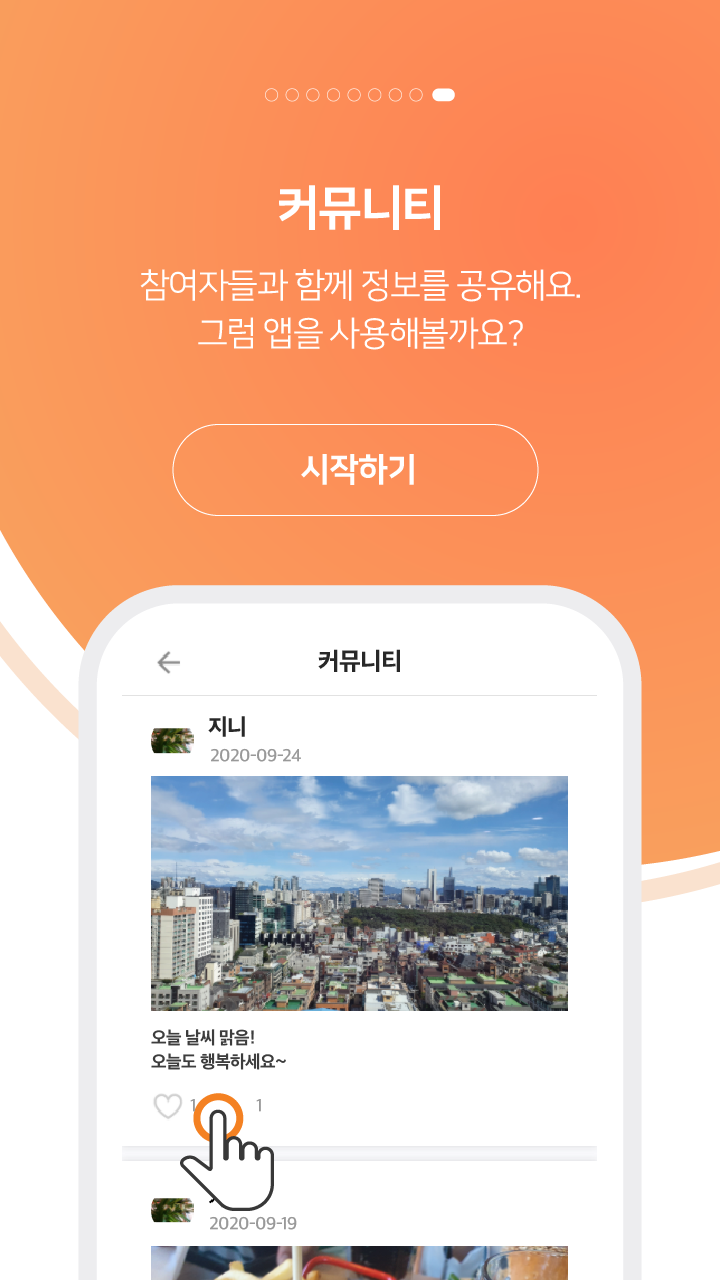 커뮤니티
참여자들과 함께 정보를 공유해요.
그럼 앱을 사용해볼까요?
시작하기
커뮤니티
지니
2020-09-24
오늘 날씨 맑음!
오늘도 행복하세요~
1 1
2020-09-19